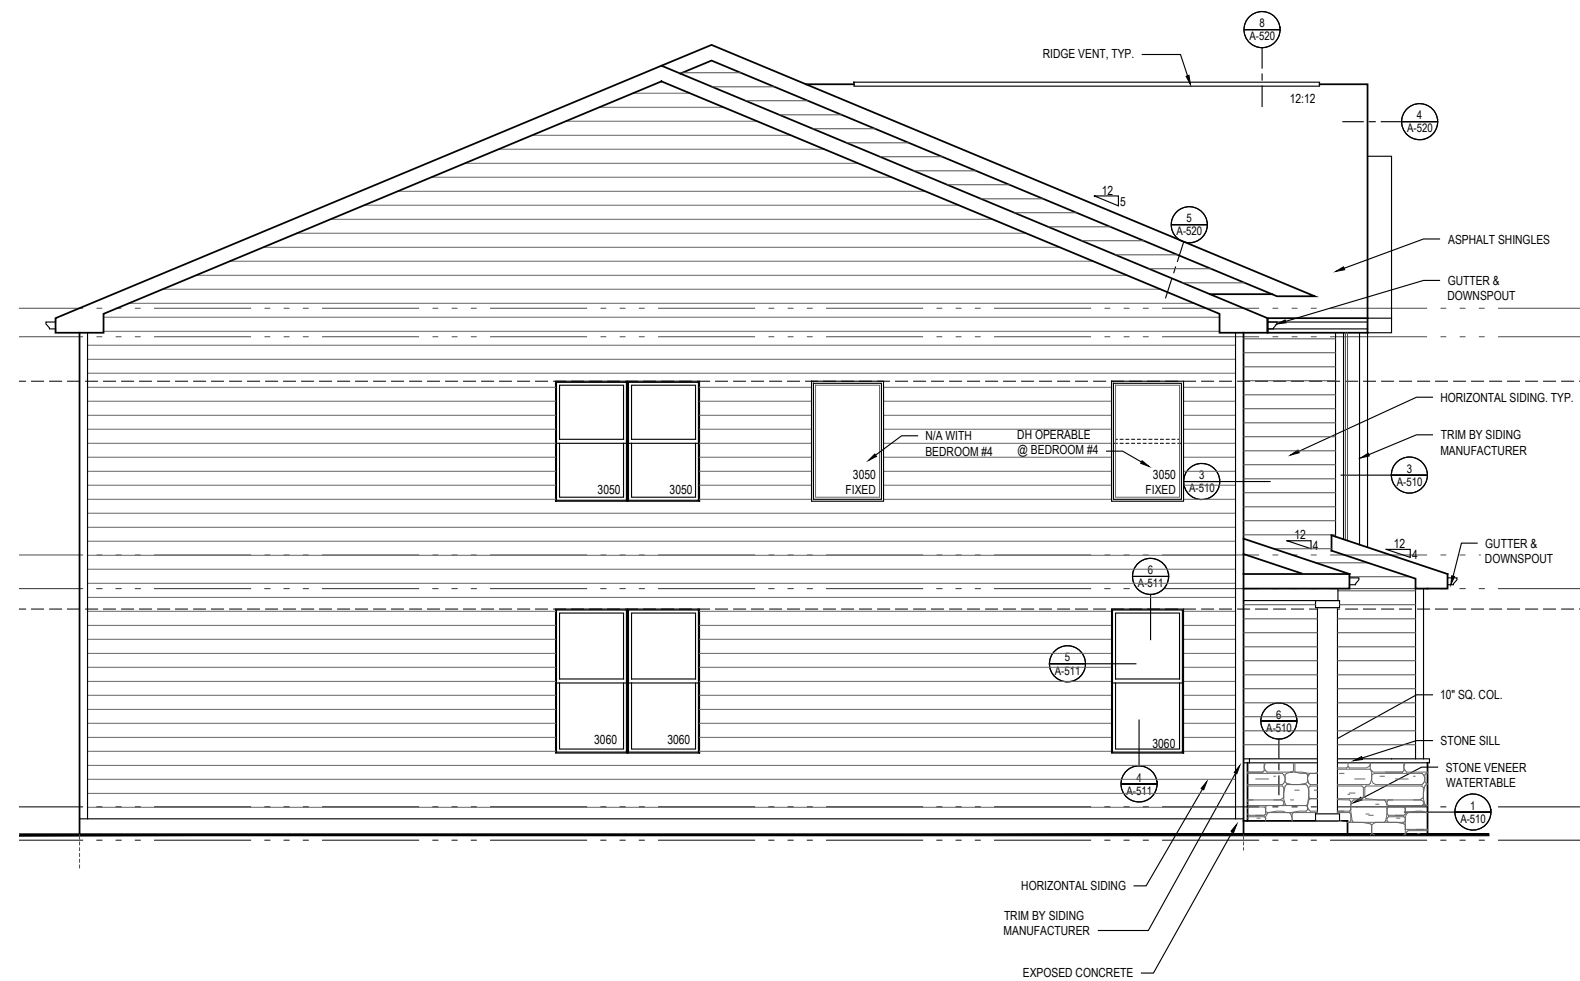 8
A-520
RIDGE VENT, TYP.
12:12
4
A-520
12
5
5
A-520
ASPHALT SHINGLES
GUTTER &
DOWNSPOUT
HORIZONTAL SIDING. TYP.
N/A WITH
BEDROOM #4
DH OPERABLE
@ BEDROOM #4
TRIM BY SIDING
MANUFACTURER
3050
3050
3050
FIXED
3050
FIXED
3
A-510
3
A-510
12
4
12
4
GUTTER &
DOWNSPOUT
6
A-511
5
A-511
10" SQ. COL.
6
A-510
3060
3060
3060
STONE SILL
STONE VENEER
WATERTABLE
4
A-511
1
A-510
HORIZONTAL SIDING
TRIM BY SIDING
MANUFACTURER
EXPOSED CONCRETE